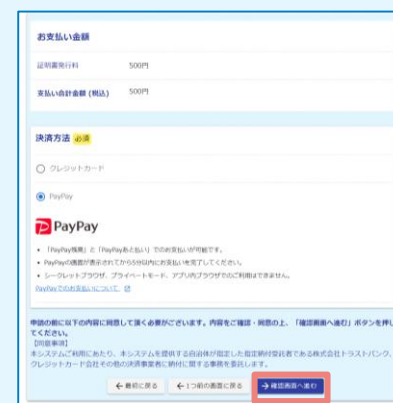 お支払い金額
証明書発行料 500円
支払い合計金額 (税込) 500円
決済方法 必須
クレジットカード
PayPay
PayPay
• 「PayPay残高」と「PayPayあと払い」でのお支払いが可能です。
• PayPayの画面が表示されてから5分以内にお支払いを完了してください。
• シークレットブラウザ、プライベートモード、アプリ内ブラウザでのご利用はできません。
PayPayでのお支払いについて
申請の前に以下の内容に同意して頂く必要がございます。内容をご確認・同意の上、「確認画面へ進む」ボタンを押し
てください。
【同意事項】
本システムご利用にあたり、本システムを提供する自治体が指定した指定納付受託者である株式会社トラストバンク、
クレジットカード会社その他の決済事業者に納付に関する事務を委託します。
← 最初に戻る ← 1つ前の画面に戻る → 確認画面へ進む